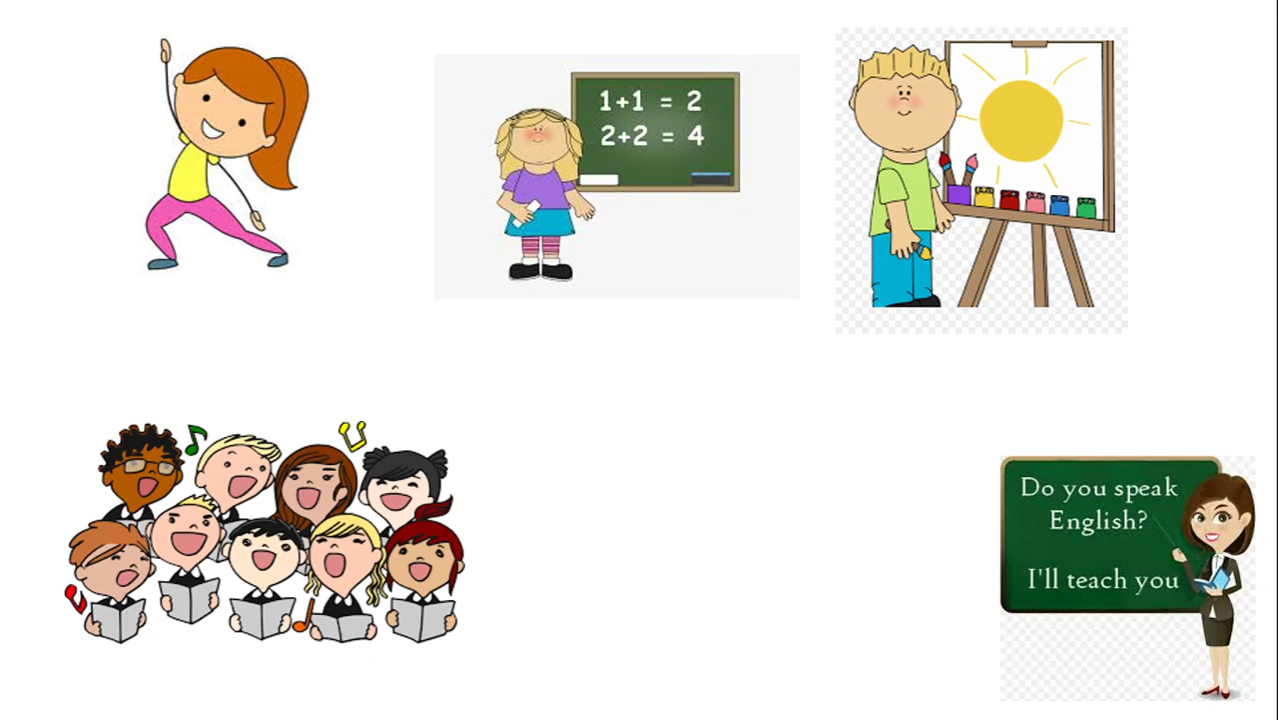 1+1 = 2
2+2 = 4
Do you speak
English?
I'll teach you